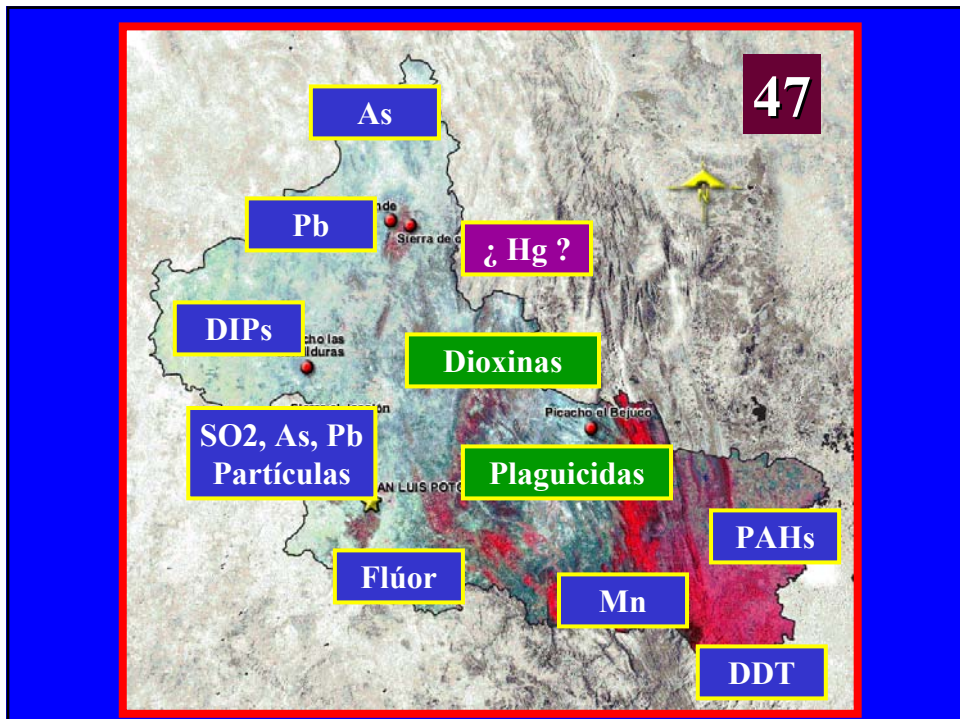 47
As
Pb
nde
Sierra de
¿ Hg ?
DIPs
cho las
lduras
Dioxinas
Picacho el Bejuco
SO2, As, Pb
Partículas
AN LUIS POTO
N
Plaguicidas
PAHs
Flúor
Mn
DDT